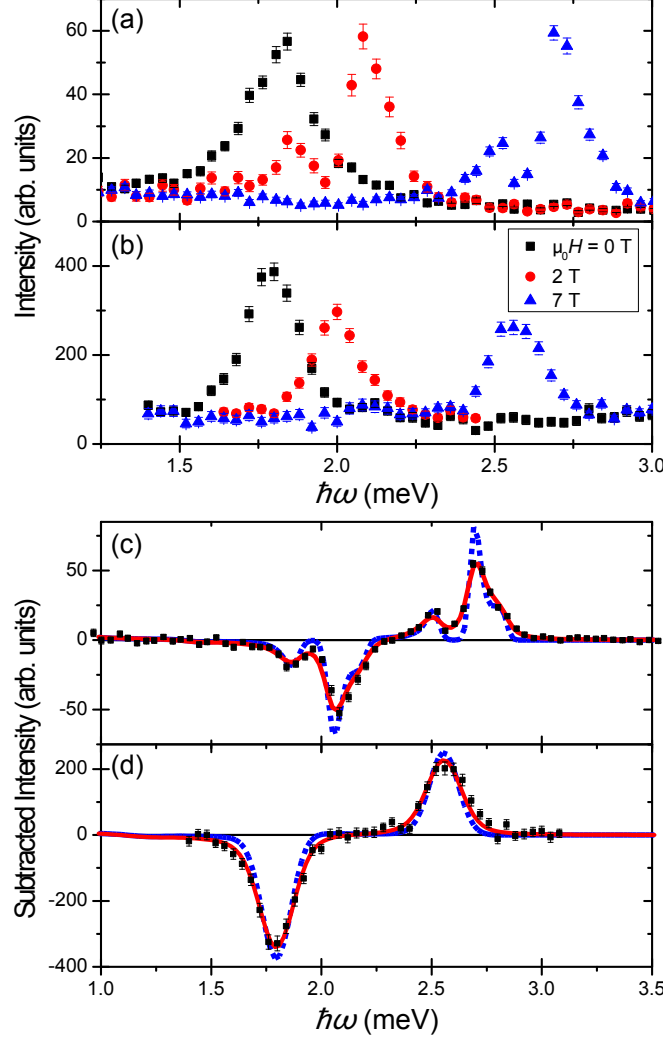 (a)
60
40
20
0
Intensity (arb. units)
(b)
μ₀H = 0 T
2 T
7 T
400
300
200
100
0
1.5 2.0 2.5 3.0
ħω (meV)
(c)
50
0
-50
Subtracted Intensity (arb. units)
(d)
200
0
-200
-400
1.0 1.5 2.0 2.5 3.0 3.5
ħω (meV)